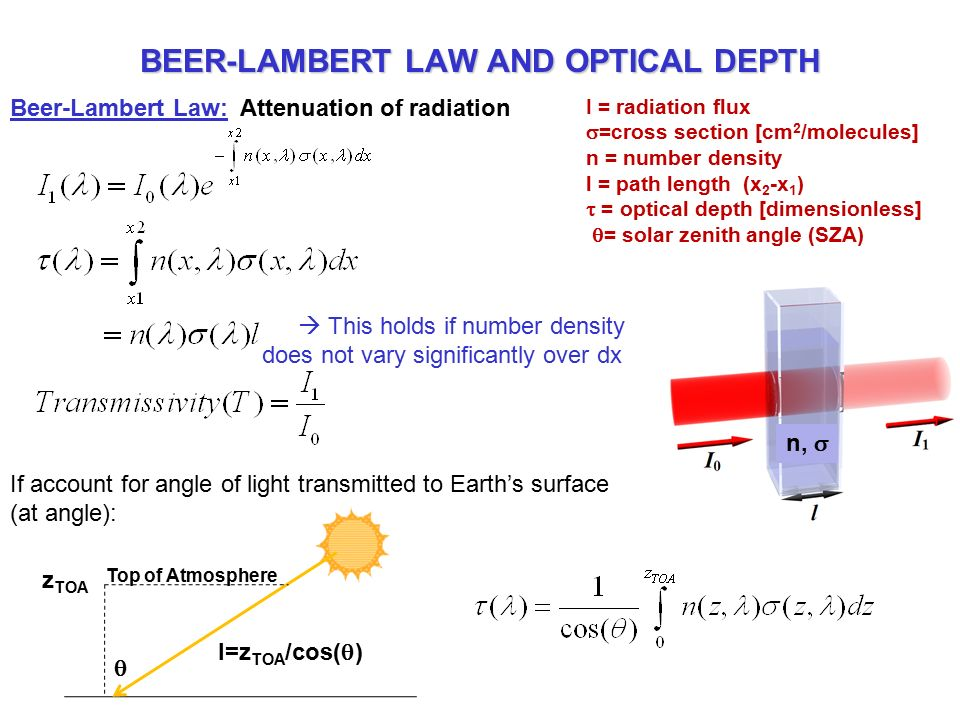 BEER-LAMBERT LAW AND OPTICAL DEPTH
Beer-Lambert Law: Attenuation of radiation
I₁(λ) = I₀(λ)e^(−∫_{x1}^{x2} n(x,λ)σ(x,λ)dx)
τ(λ) = ∫_{x1}^{x2} n(x,λ)σ(x,λ)dx
= n(λ)σ(λ)l
→ This holds if number density
does not vary significantly over dx
Transmissivity(T) = I₁/I₀
I = radiation flux
σ=cross section [cm²/molecules]
n = number density
l = path length (x₂-x₁)
τ = optical depth [dimensionless]
θ= solar zenith angle (SZA)
n, σ
I₀
I₁
l
If account for angle of light transmitted to Earth's surface
(at angle):
z_TOA
Top of Atmosphere
θ
l=z_TOA/cos(θ)
τ(λ) = 1/cos(θ) ∫_{0}^{z_TOA} n(z,λ)σ(z,λ)dz